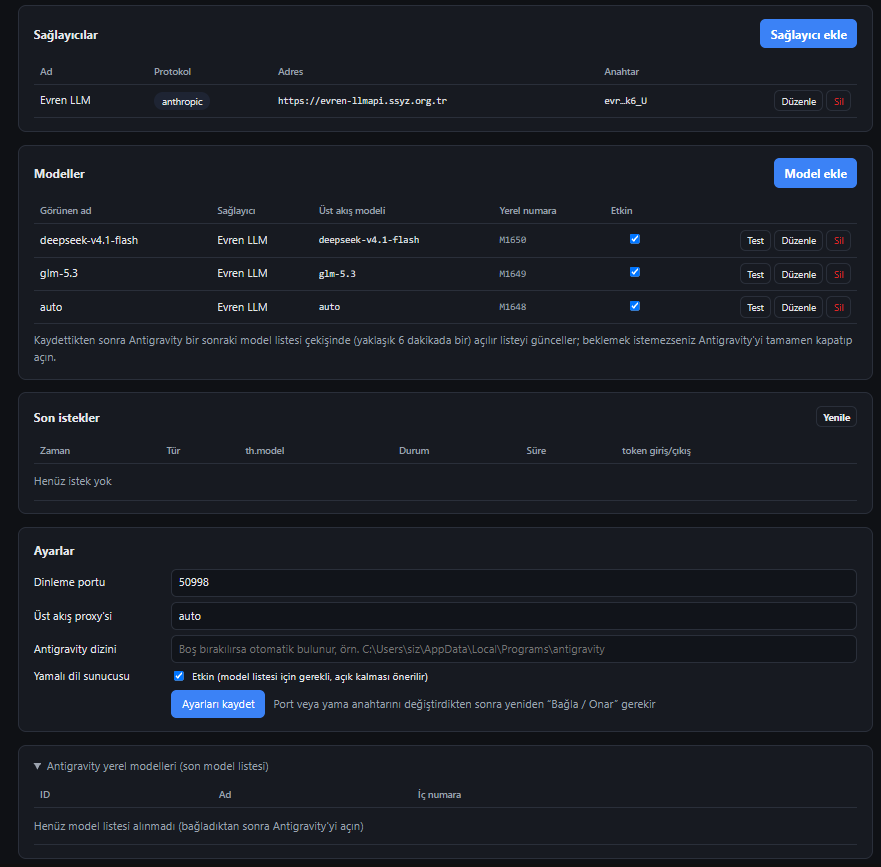 Sağlayıcılar
Sağlayıcı ekle
Ad Protokol Adres Anahtar
Evren LLM anthropic https://evren-llmapi.ssyz.org.tr evr…k6_U Düzenle Sil
Modeller
Model ekle
Görünen ad Sağlayıcı Üst akış modeli Yerel numara Etkin
deepseek-v4.1-flash Evren LLM deepseek-v4.1-flash M1650 Test Düzenle Sil
glm-5.3 Evren LLM glm-5.3 M1649 Test Düzenle Sil
auto Evren LLM auto M1648 Test Düzenle Sil
Kaydettikten sonra Antigravity bir sonraki model listesi çekişinde (yaklaşık 6 dakikada bir) açılır listeyi günceller; beklemek istemezseniz Antigravity'yi tamamen kapatıp
açın.
Son istekler
Yenile
Zaman Tür th.model Durum Süre token giriş/çıkış
Henüz istek yok
Ayarlar
Dinleme portu 50998
Üst akış proxy'si auto
Antigravity dizini Boş bırakılırsa otomatik bulunur, örn. C:\Users\siz\AppData\Local\Programs\antigravity
Yamalı dil sunucusu Etkin (model listesi için gerekli, açık kalması önerilir)
Ayarları kaydet Port veya yama anahtarını değiştirdikten sonra yeniden "Bağla / Onar" gerekir
▼ Antigravity yerel modelleri (son model listesi)
ID Ad İç numara
Henüz model listesi alınmadı (bağladıktan sonra Antigravity'yi açın)